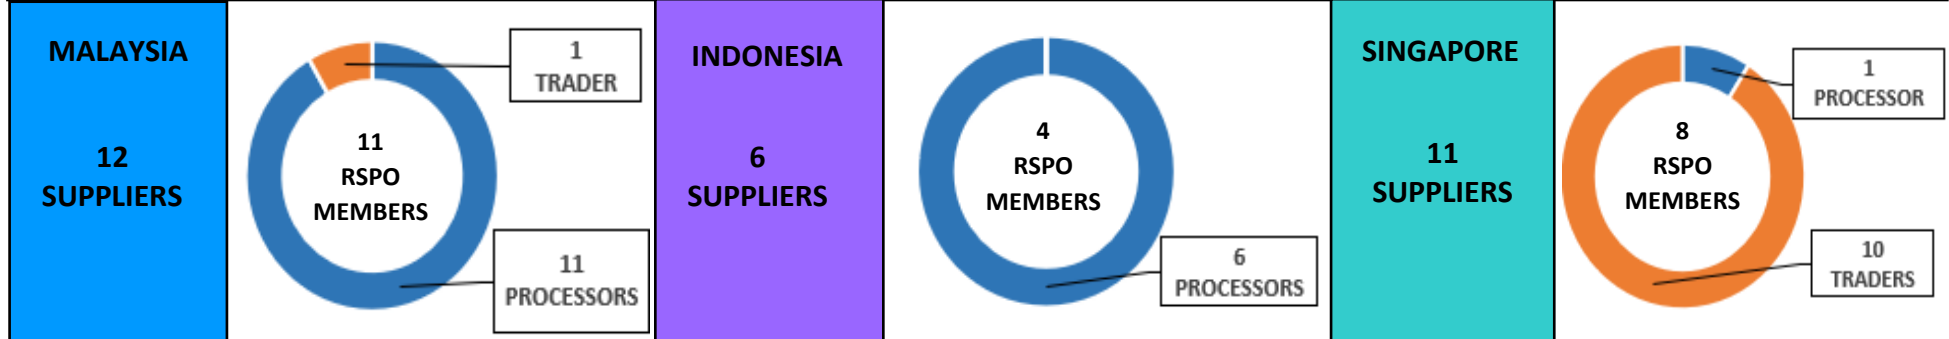 MALAYSIA
12
SUPPLIERS
1
TRADER
11
RSPO
MEMBERS
11
PROCESSORS
INDONESIA
6
SUPPLIERS
4
RSPO
MEMBERS
6
PROCESSORS
SINGAPORE
11
SUPPLIERS
1
PROCESSOR
8
RSPO
MEMBERS
10
TRADERS